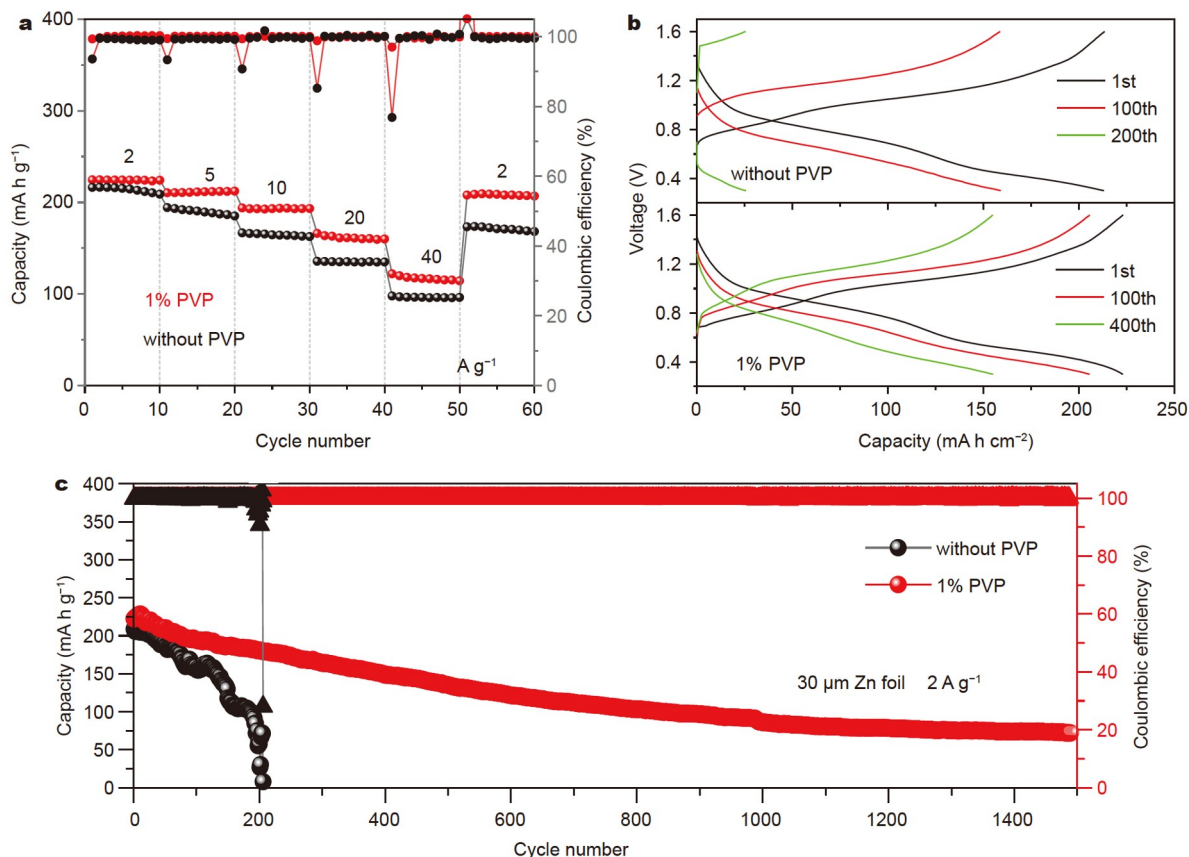 a
400
300
200
100
0
Capacity (mA h g⁻¹)
2
5
10
20
40
2
1% PVP
without PVP
A g⁻¹
0
10
20
30
40
50
60
Cycle number
100
80
60
40
20
0
Coulombic efficiency (%)
b
1.6
1.2
0.8
0.4
1st
100th
200th
without PVP
Voltage (V)
1.6
1.2
0.8
0.4
1st
100th
400th
1% PVP
0
50
100
150
200
250
Capacity (mA h cm⁻²)
c
400
350
300
250
200
150
100
50
0
Capacity (mA h g⁻¹)
without PVP
1% PVP
30 μm Zn foil 2 A g⁻¹
0
200
400
600
800
1000
1200
1400
Cycle number
100
80
60
40
20
0
Coulombic efficiency (%)